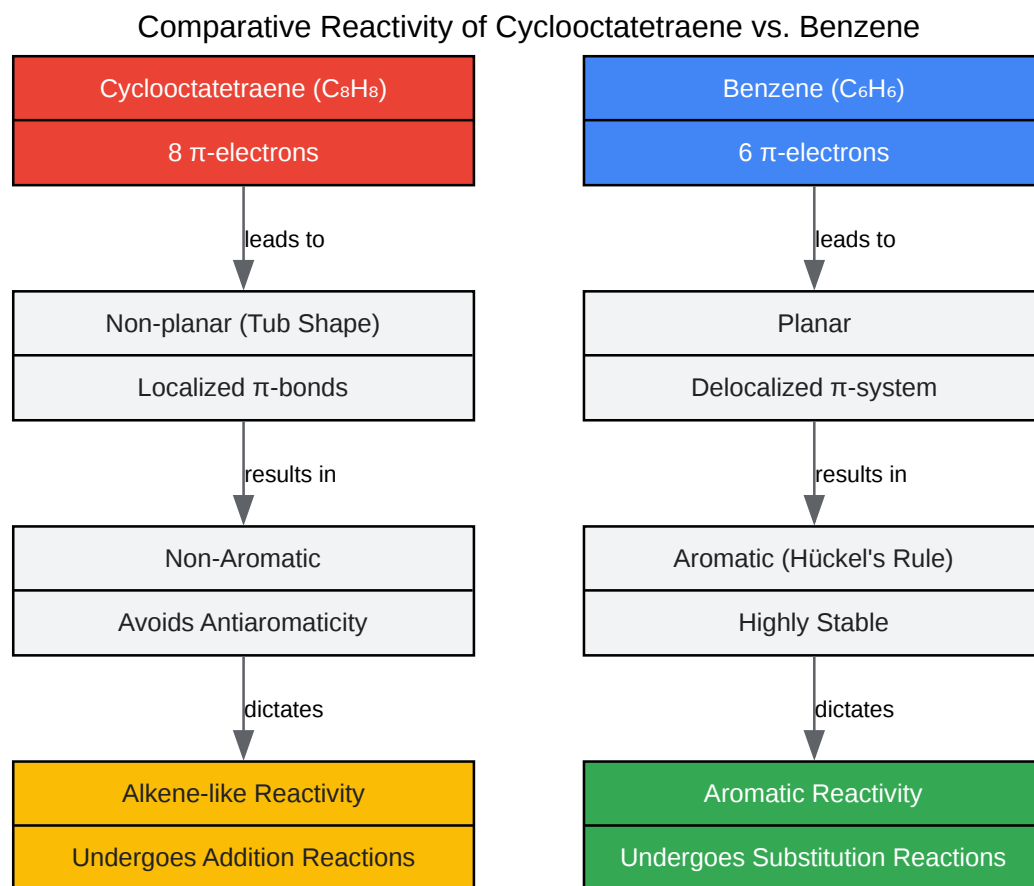 Comparative Reactivity of Cyclooctatetraene vs. Benzene
Cyclooctatetraene (C₈H₈)
8 π-electrons
leads to
Non-planar (Tub Shape)
Localized π-bonds
results in
Non-Aromatic
Avoids Antiaromaticity
dictates
Alkene-like Reactivity
Undergoes Addition Reactions
Benzene (C₆H₆)
6 π-electrons
leads to
Planar
Delocalized π-system
results in
Aromatic (Hückel's Rule)
Highly Stable
dictates
Aromatic Reactivity
Undergoes Substitution Reactions